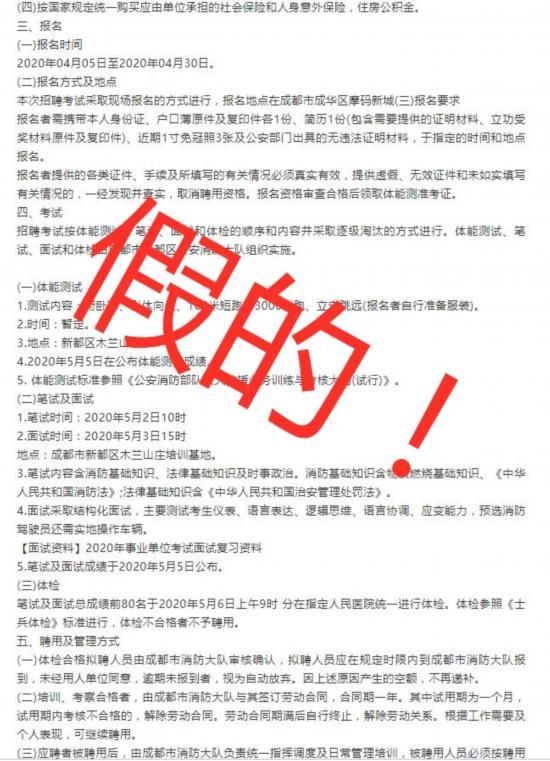 (四)按国家规定统一购买应由单位承担的社会保险和人身意外保险，住房公积金。
三、报名
(一)报名时间
2020年04月05日至2020年04月30日。
(二)报名方式及地点
本次招聘考试采取现场报名的方式进行，报名地点在成都市成华区摩码新城(三)报名要求
报名者需携带本人身份证、户口薄原件及复印件各1份、简历1份(包含需要提供的证明材料、立功受
奖材料原件及复印件)、近期1寸免冠照3张及公安部门出具的无违法证明材料，于指定的时间和地点
报名。
报名者提供的各类证件、手续及所填写的有关情况必须真实有效，提供虚假、无效证件和未如实填写
有关情况的，一经发现并查实，取消聘用资格。报名资格审查合格后领取体能测准考证。
四、考试
招聘考试按体能测试、笔试、面试和体检的顺序和内容并采取逐级淘汰的方式进行。体能测试、笔
试、面试和体检由成都市新都区公安消防大队组织实施。
(一)体能测试
1.测试内容：卧 体向 米短跑 3000 跑、立定跳远(报名者自行准备服装)。
2.时间：暂定。
3.地点：新都区木兰山
4.2020年5月5日在公布体能测 成绩。
5. 体能测试标准参照《公安消防部队 训练与考核大 (试行)》。
(二)笔试及面试
1.笔试时间：2020年5月2日10时
2.面试时间：2020年5月3日15时
地点：成都市新都区木兰山庄培训基地。
3.笔试内容含消防基础知识、法律基础知识及时事政治。消防基础知识含物 燃烧基础知识、《中华
人民共和国消防法》;法律基础知识含《中华人民共和国治安管理处罚法》。
4.面试采取结构化面试，主要测试考生仪表、语言表达、逻辑思维、语言协调、应变能力，预选消防
驾驶员还需实地操作车辆。
【面试资料】2020年事业单位考试面试复习资料
5.笔试及面试成绩于2020年5月5日公布。
(三)体检
笔试及面试总成绩前80名于2020年5月6日上午9时 分在指定人民医院统一进行体检。体检参照《士
兵体检》标准进行，体检不合格者不予聘用。
五、聘用及管理方式
(一)体检合格拟聘人员由成都市消防大队审核确认，拟聘人员应在规定时限内到成都市消防大队报
到，未经用人单位同意，逾期未报到者，视为自动放弃。因上述原因产生的空额，不再递补。
(二)培训、考察合格者，由成都市消防大队与其签订劳动合同，合同期一年。其中试用期为一个月，
试用期内考核不合格的，解除劳动合同。劳动合同期满后自行终止，解除劳动关系。根据工作需要及
个人表现，可继续聘用。
(三)应聘者被聘用后，由成都市消防大队负责统一指挥调度及日常管理培训，被聘用人员必须按聘用
假的！